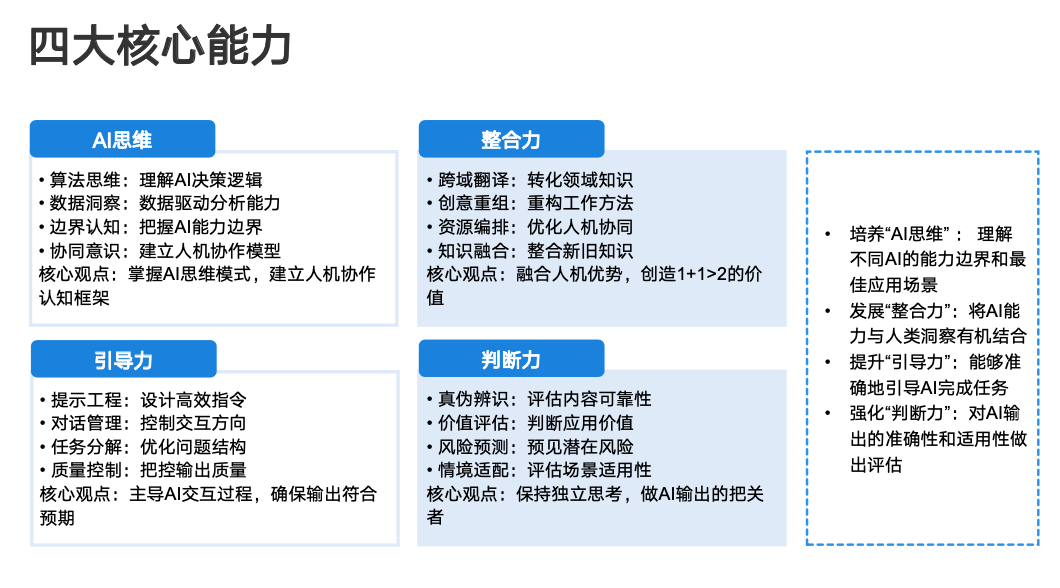 四大核心能力
AI思维
• 算法思维：理解AI决策逻辑
• 数据洞察：数据驱动分析能力
• 边界认知：把握AI能力边界
• 协同意识：建立人机协作模型
核心观点：掌握AI思维模式，建立人机协作
认知框架
整合力
• 跨域翻译：转化领域知识
• 创意重组：重构工作方法
• 资源编排：优化人机协同
• 知识融合：整合新旧知识
核心观点：融合人机优势，创造1+1>2的价
值
引导力
• 提示工程：设计高效指令
• 对话管理：控制交互方向
• 任务分解：优化问题结构
• 质量控制：把控输出质量
核心观点：主导AI交互过程，确保输出符合
预期
判断力
• 真伪辨识：评估内容可靠性
• 价值评估：判断应用价值
• 风险预测：预见潜在风险
• 情境适配：评估场景适用性
核心观点：保持独立思考，做AI输出的把关
者
• 培养“AI思维” ： 理解
不同AI的能力边界和最
佳应用场景
• 发展“整合力”：将AI能
力与人类洞察有机结合
• 提升“引导力”：能够准
确地引导AI完成任务
• 强化“判断力”：对AI输
出的准确性和适用性做
出评估